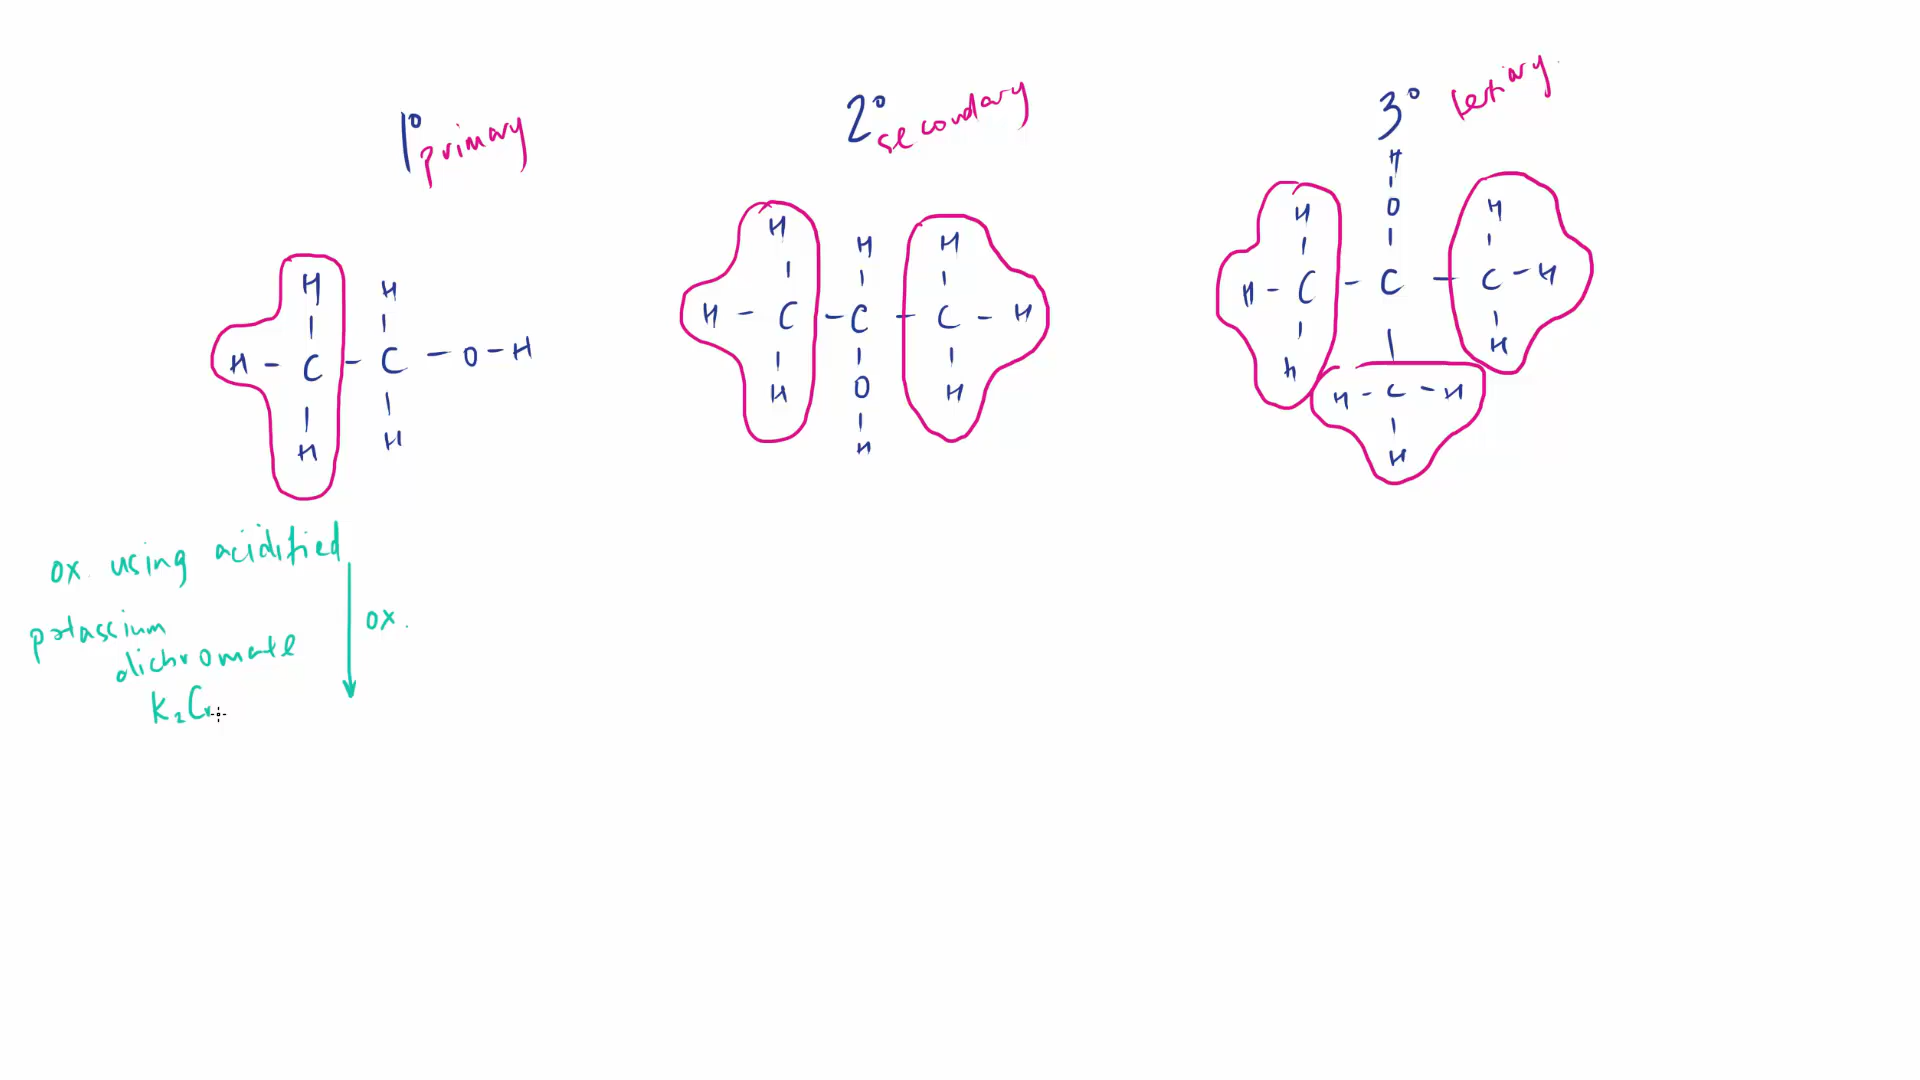 1° primary
2° secondary
3° tertiary
H H
H - C - C - O - H
H H
H H H
H - C - C - C - H
H O H
H
H
H O H
H - C - C - C - H
h H
H - C - H
H
ox. using acidified
potassium
dichromate
K₂Cr
ox.